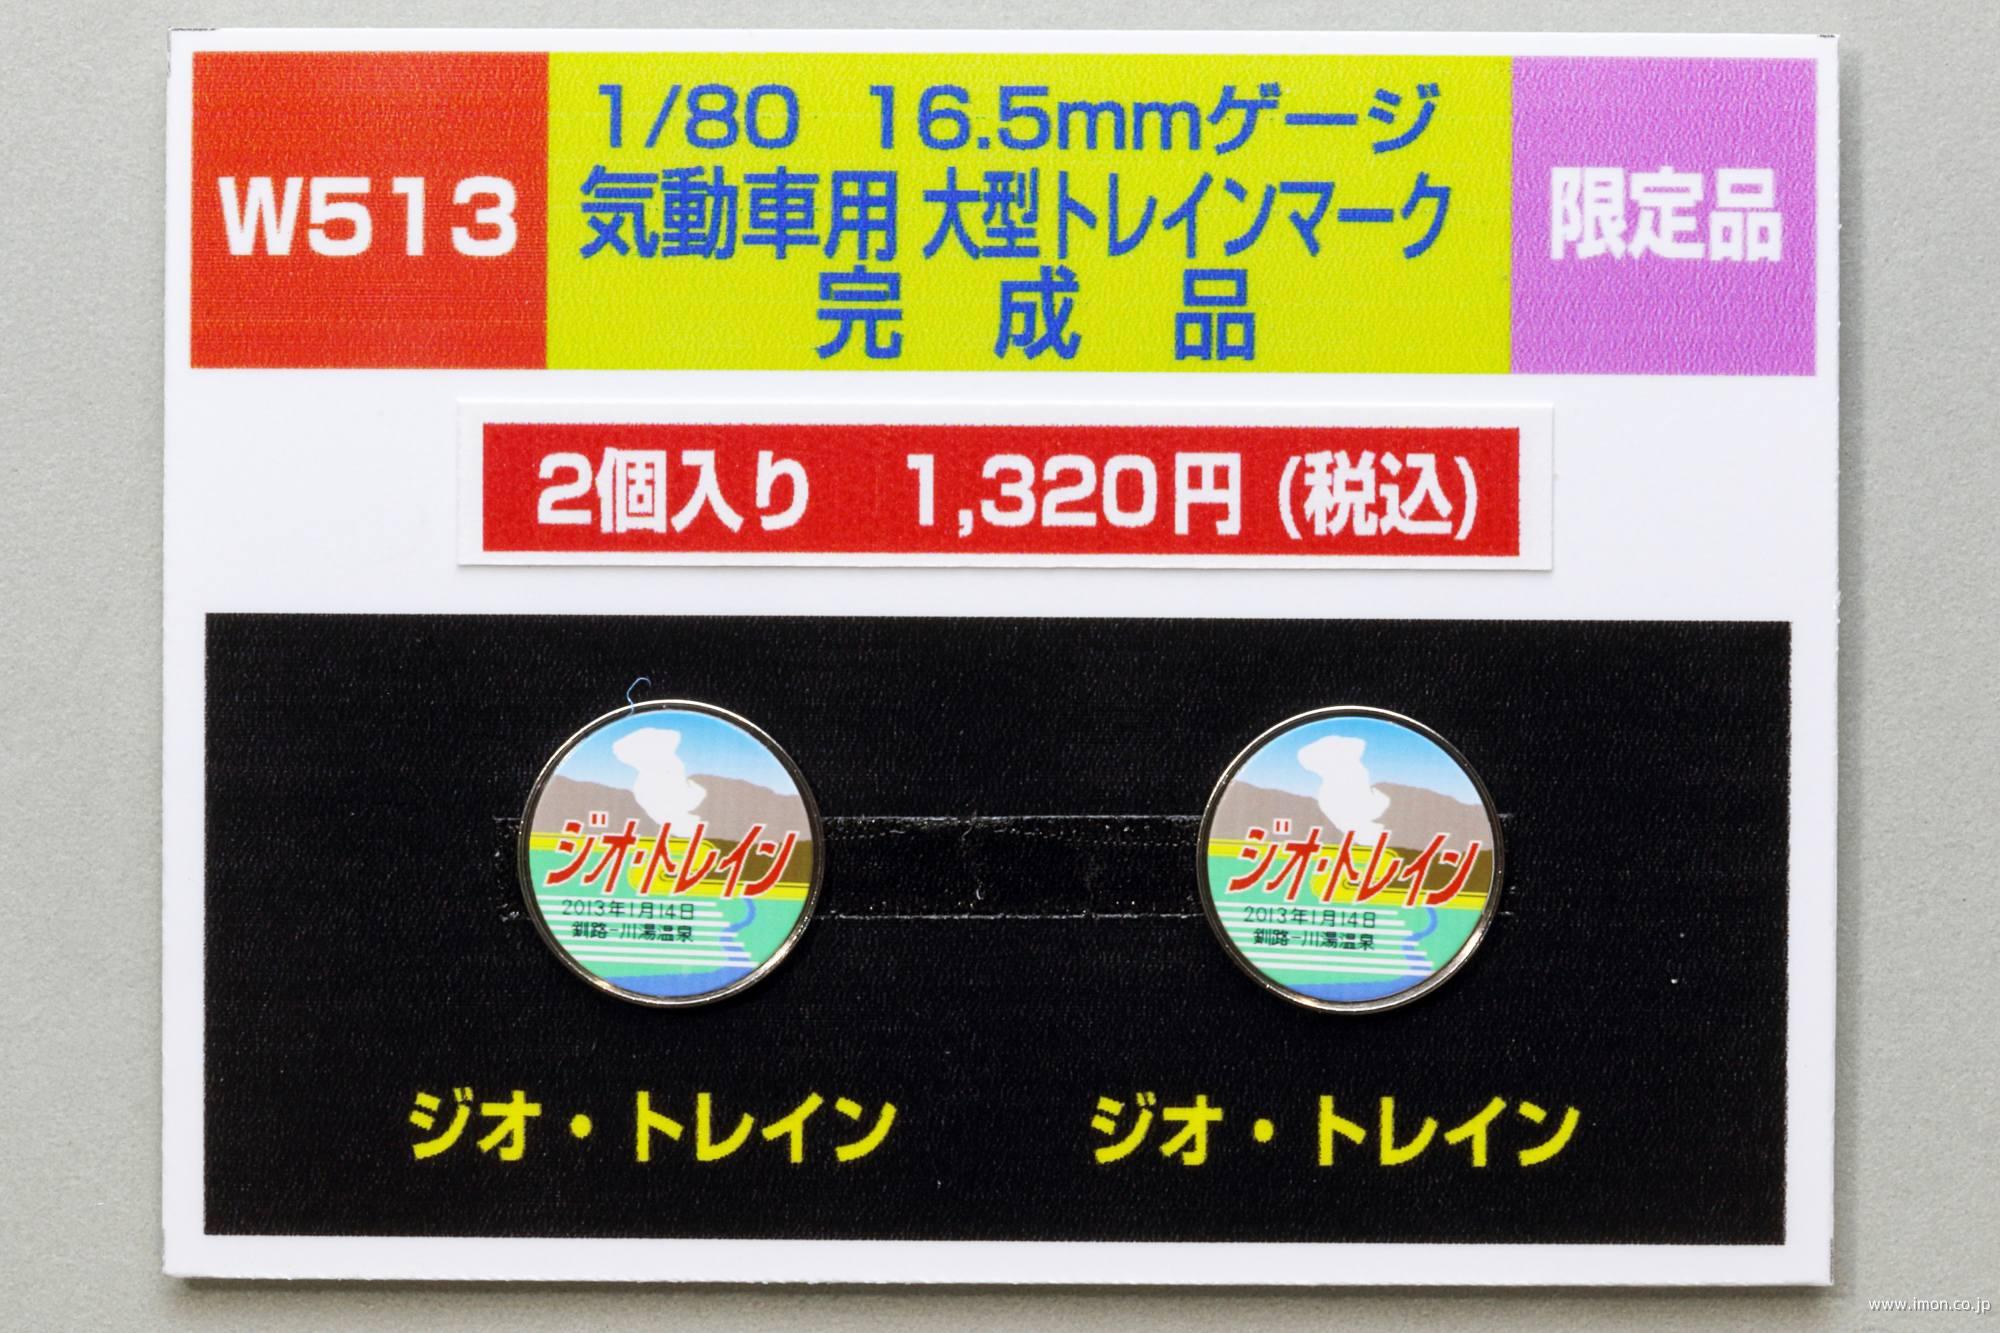 W513
1/80 16.5mmゲージ
気動車用 大型トレインマーク
完成品
限定品
2個入り 1,320円 (税込)
ジオ・トレイン
2013年1月14日
釧路-川湯温泉
ジオ・トレイン
2013年1月14日
釧路-川湯温泉
ジオ・トレイン
ジオ・トレイン
www.imon.co.jp